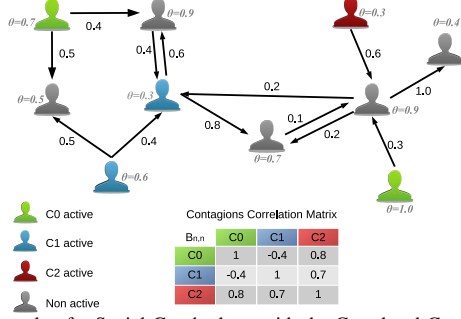 θ=0.7
0.4
θ=0.9
θ=0.3
θ=0.4
0.5
0.4
0.6
0.6
1.0
θ=0.5
θ=0.3
0.2
θ=0.9
0.8
0.1
0.2
0.5
0.4
θ=0.7
0.3
θ=0.6
θ=1.0
C0 active
C1 active
C2 active
Non active
Contagions Correlation Matrix
Bn,n C0 C1 C2
C0 1 -0.4 0.8
C1 -0.4 1 0.7
C2 0.8 0.7 1